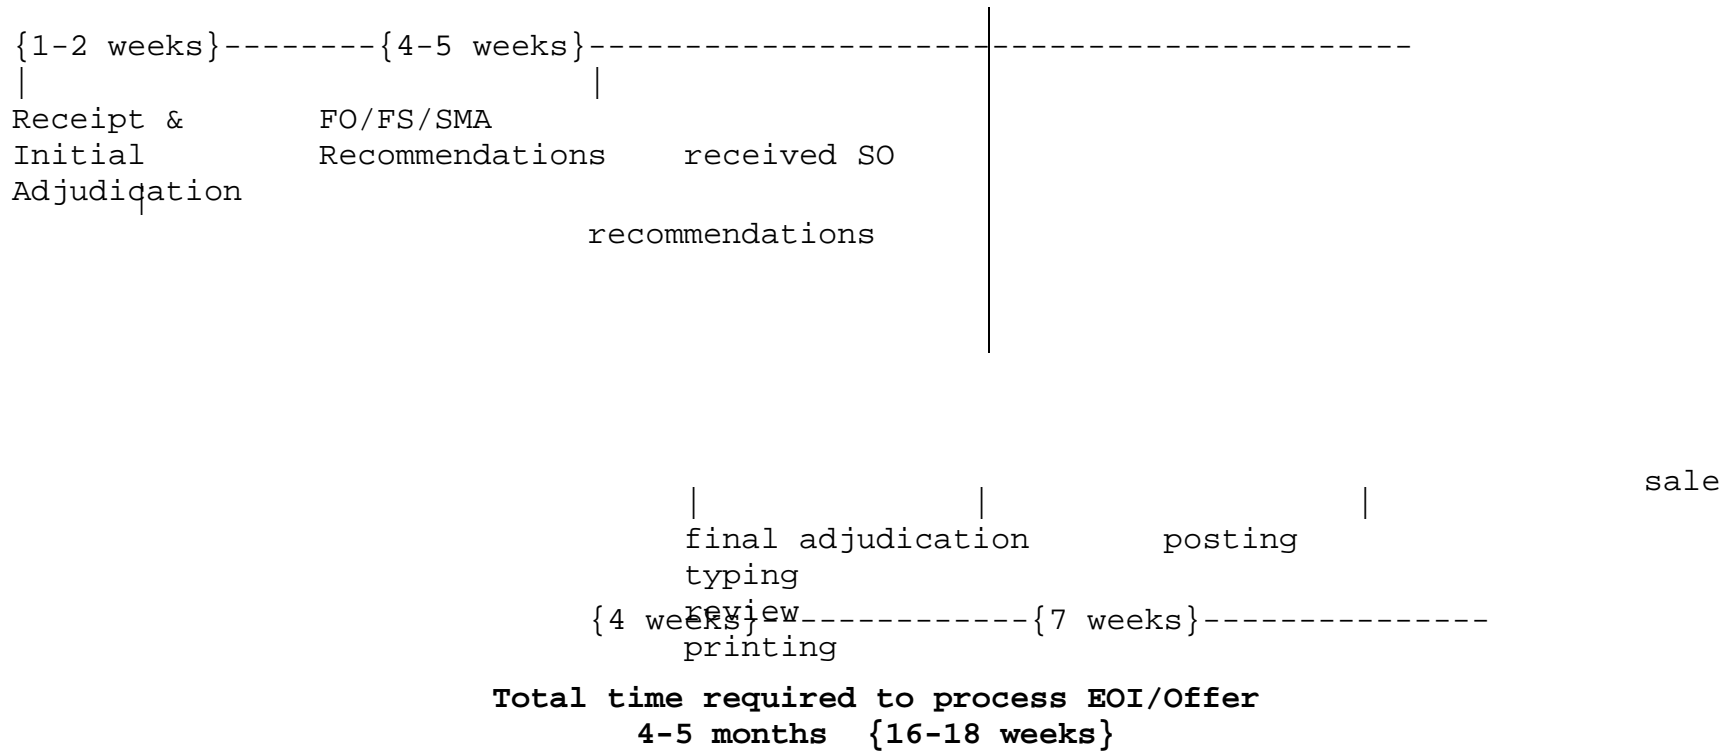 {1-2 weeks}--------{4-5 weeks}-------------------------------------------
| |
Receipt & FO/FS/SMA
Initial Recommendations received SO
Adjudication
|
recommendations
sale
| | |
final adjudication posting
typing
review
{4 weeks}--------------{7 weeks}---------------
printing
Total time required to process EOI/Offer
4-5 months {16-18 weeks}